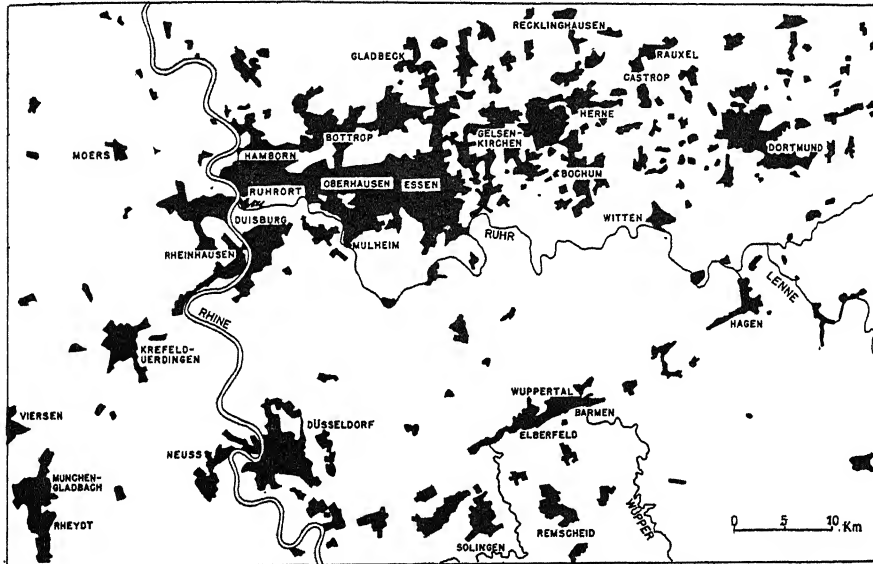 RECKLINGHAUSEN
GLADBECK
RAUXEL
CASTROP
HERNE
BOTTROP
GELSEN-
KIRCHEN
MOERS
HAMBORN
DORTMUND
BOCHUM
RUHRORT
OBERHAUSEN
ESSEN
DUISBURG
WITTEN
RUHR
MULHEIM
RHEINHAUSEN
LENNE
RHINE
HAGEN
KREFELD-
UERDINGEN
WUPPERTAL
BARMEN
VIERSEN
DÜSSELDORF
ELBERFELD
NEUSS
MUNCHEN-
GLADBACH
WUPPER
RHEYDT
REMSCHEID
SOLINGEN
0 5 10 Km